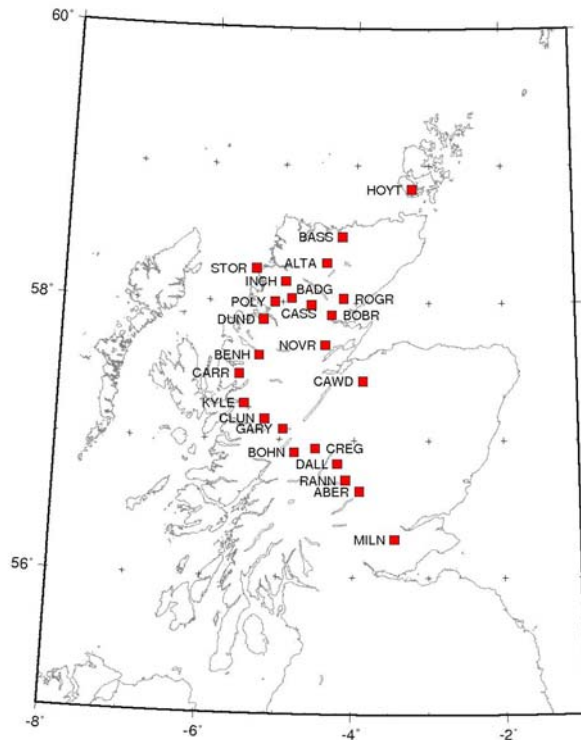 60°
HOYT
BASS
ALTA
STOR
INCH
BADG
58°
POLY
ROGR
CASS
BOBR
DUND
NOVR
BENH
CARR
CAWD
KYLE
CLUN
GARY
CREG
BOHN
DALL
RANN
ABER
MILN
56°
-8°
-6°
-4°
-2°